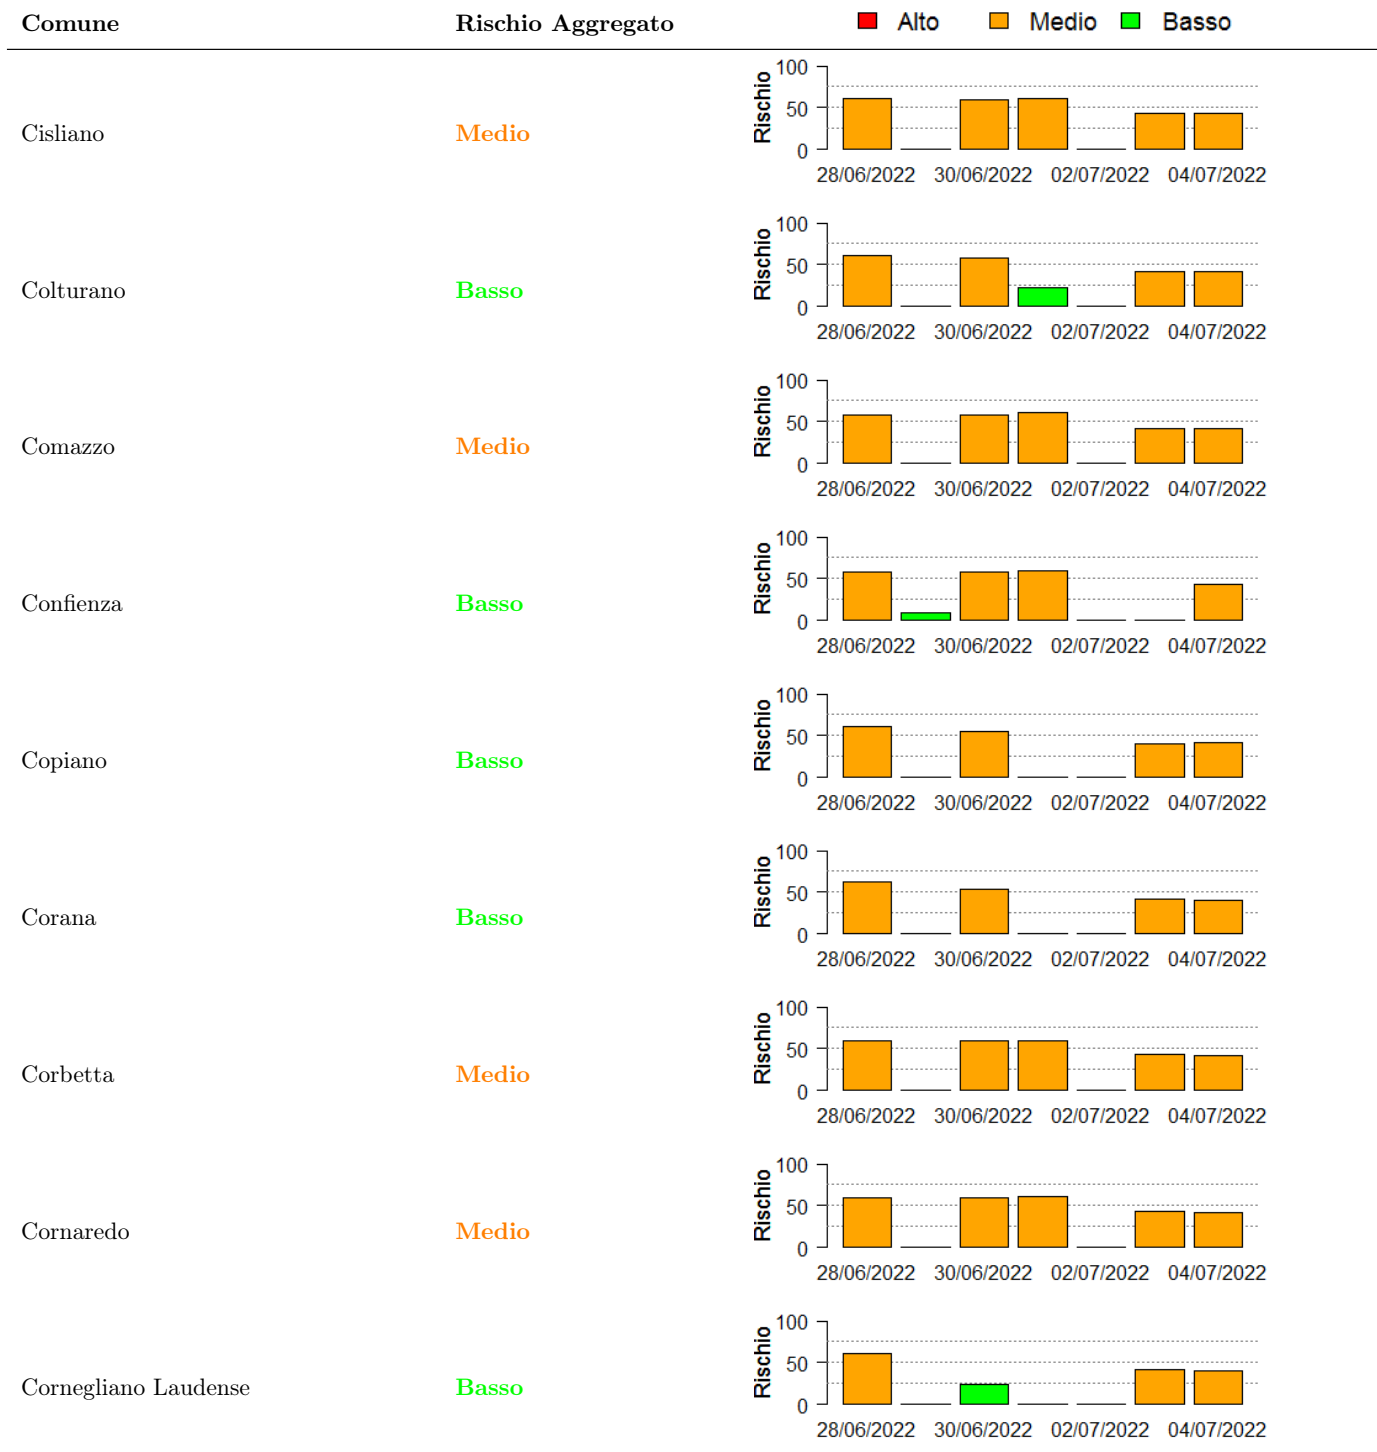 Comune Rischio Aggregato Alto Medio Basso
Cisliano Medio
Rischio
100
50
0
28/06/2022 30/06/2022 02/07/2022 04/07/2022
Colturano Basso
Rischio
100
50
0
28/06/2022 30/06/2022 02/07/2022 04/07/2022
Comazzo Medio
Rischio
100
50
0
28/06/2022 30/06/2022 02/07/2022 04/07/2022
Confienza Basso
Rischio
100
50
0
28/06/2022 30/06/2022 02/07/2022 04/07/2022
Copiano Basso
Rischio
100
50
0
28/06/2022 30/06/2022 02/07/2022 04/07/2022
Corana Basso
Rischio
100
50
0
28/06/2022 30/06/2022 02/07/2022 04/07/2022
Corbetta Medio
Rischio
100
50
0
28/06/2022 30/06/2022 02/07/2022 04/07/2022
Cornaredo Medio
Rischio
100
50
0
28/06/2022 30/06/2022 02/07/2022 04/07/2022
Cornegliano Laudense Basso
Rischio
100
50
0
28/06/2022 30/06/2022 02/07/2022 04/07/2022